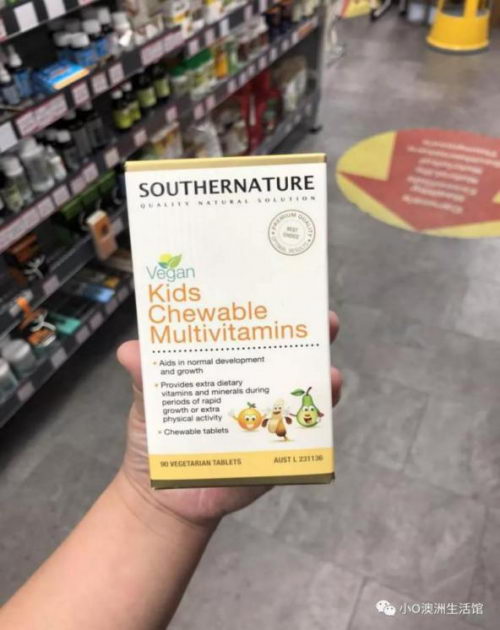 SOUTHERNATURE
QUALITY NATURAL SOLUTION
PREMIUM QUALITY
BEST
CHOICE
Vegan
Kids
Chewable
Multivitamins
Aids in normal development
and growth
Provides extra dietary
vitamins and minerals during
periods of rapid
growth or extra
physical activity
Chewable tablets
90 VEGETARIAN TABLETS
AUST L 231136
小O澳洲生活馆